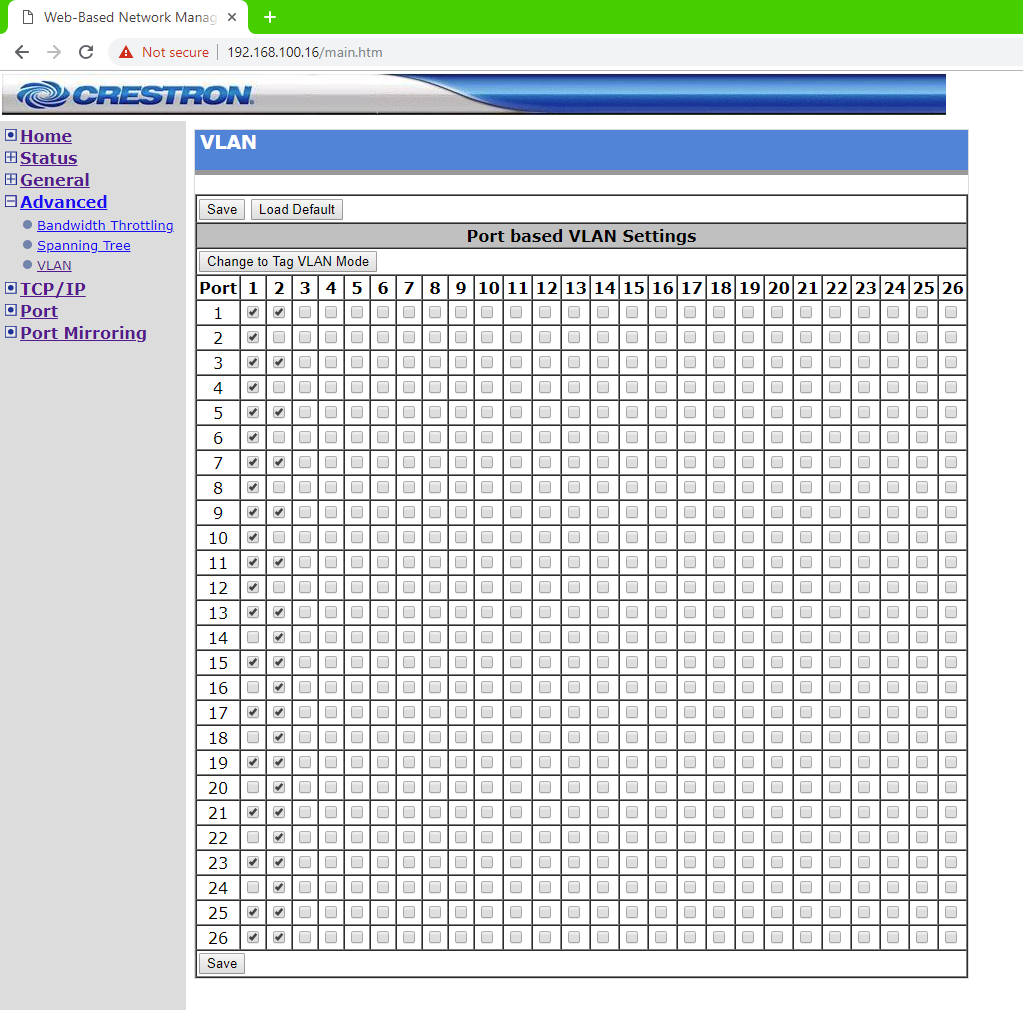 Web-Based Network Manag
Not secure | 192.168.100.16/main.htm
CRESTRON
Home
Status
General
Advanced
Bandwidth Throttling
Spanning Tree
VLAN
TCP/IP
Port
Port Mirroring
VLAN
Save Load Default
Port based VLAN Settings
Change to Tag VLAN Mode
Port 1 2 3 4 5 6 7 8 9 10 11 12 13 14 15 16 17 18 19 20 21 22 23 24 25 26
1
2
3
4
5
6
7
8
9
10
11
12
13
14
15
16
17
18
19
20
21
22
23
24
25
26
Save